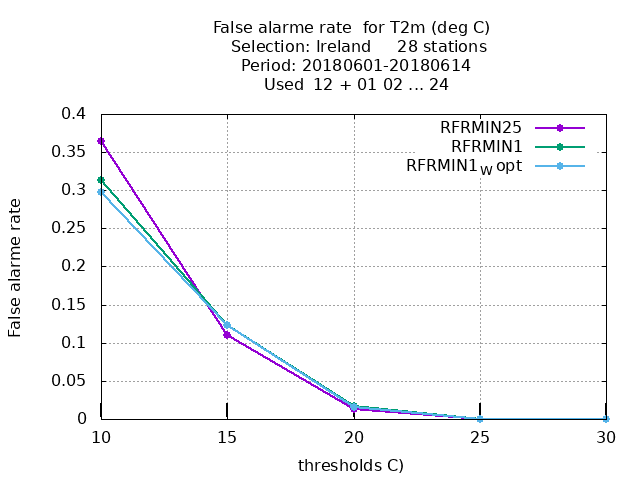 False alarme rate  for T2m (deg C)
Selection: Ireland     28 stations
Period: 20180601-20180614
Used  12 + 01 02 ... 24
RFRMIN25
RFRMIN1
RFRMIN1W opt
0.4
0.35
0.3
0.25
0.2
0.15
0.1
0.05
0
False alarme rate
10 15 20 25 30
thresholds C)